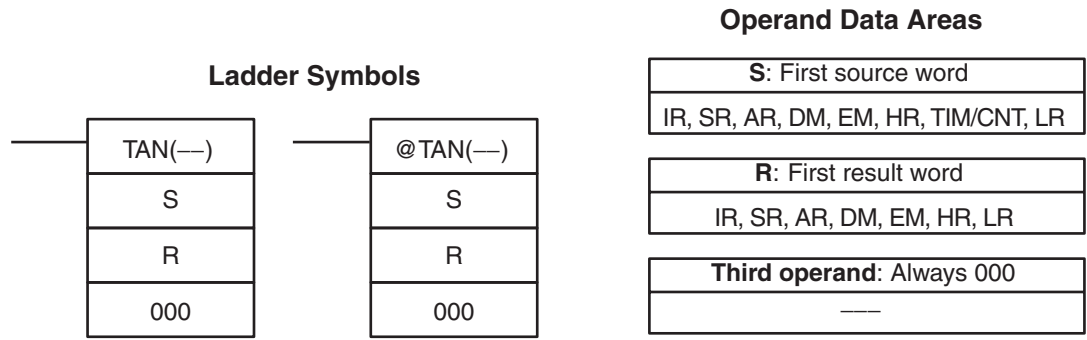 Ladder Symbols
TAN(––)
S
R
000
@TAN(––)
S
R
000
Operand Data Areas
S: First source word
IR, SR, AR, DM, EM, HR, TIM/CNT, LR
R: First result word
IR, SR, AR, DM, EM, HR, LR
Third operand: Always 000
–––